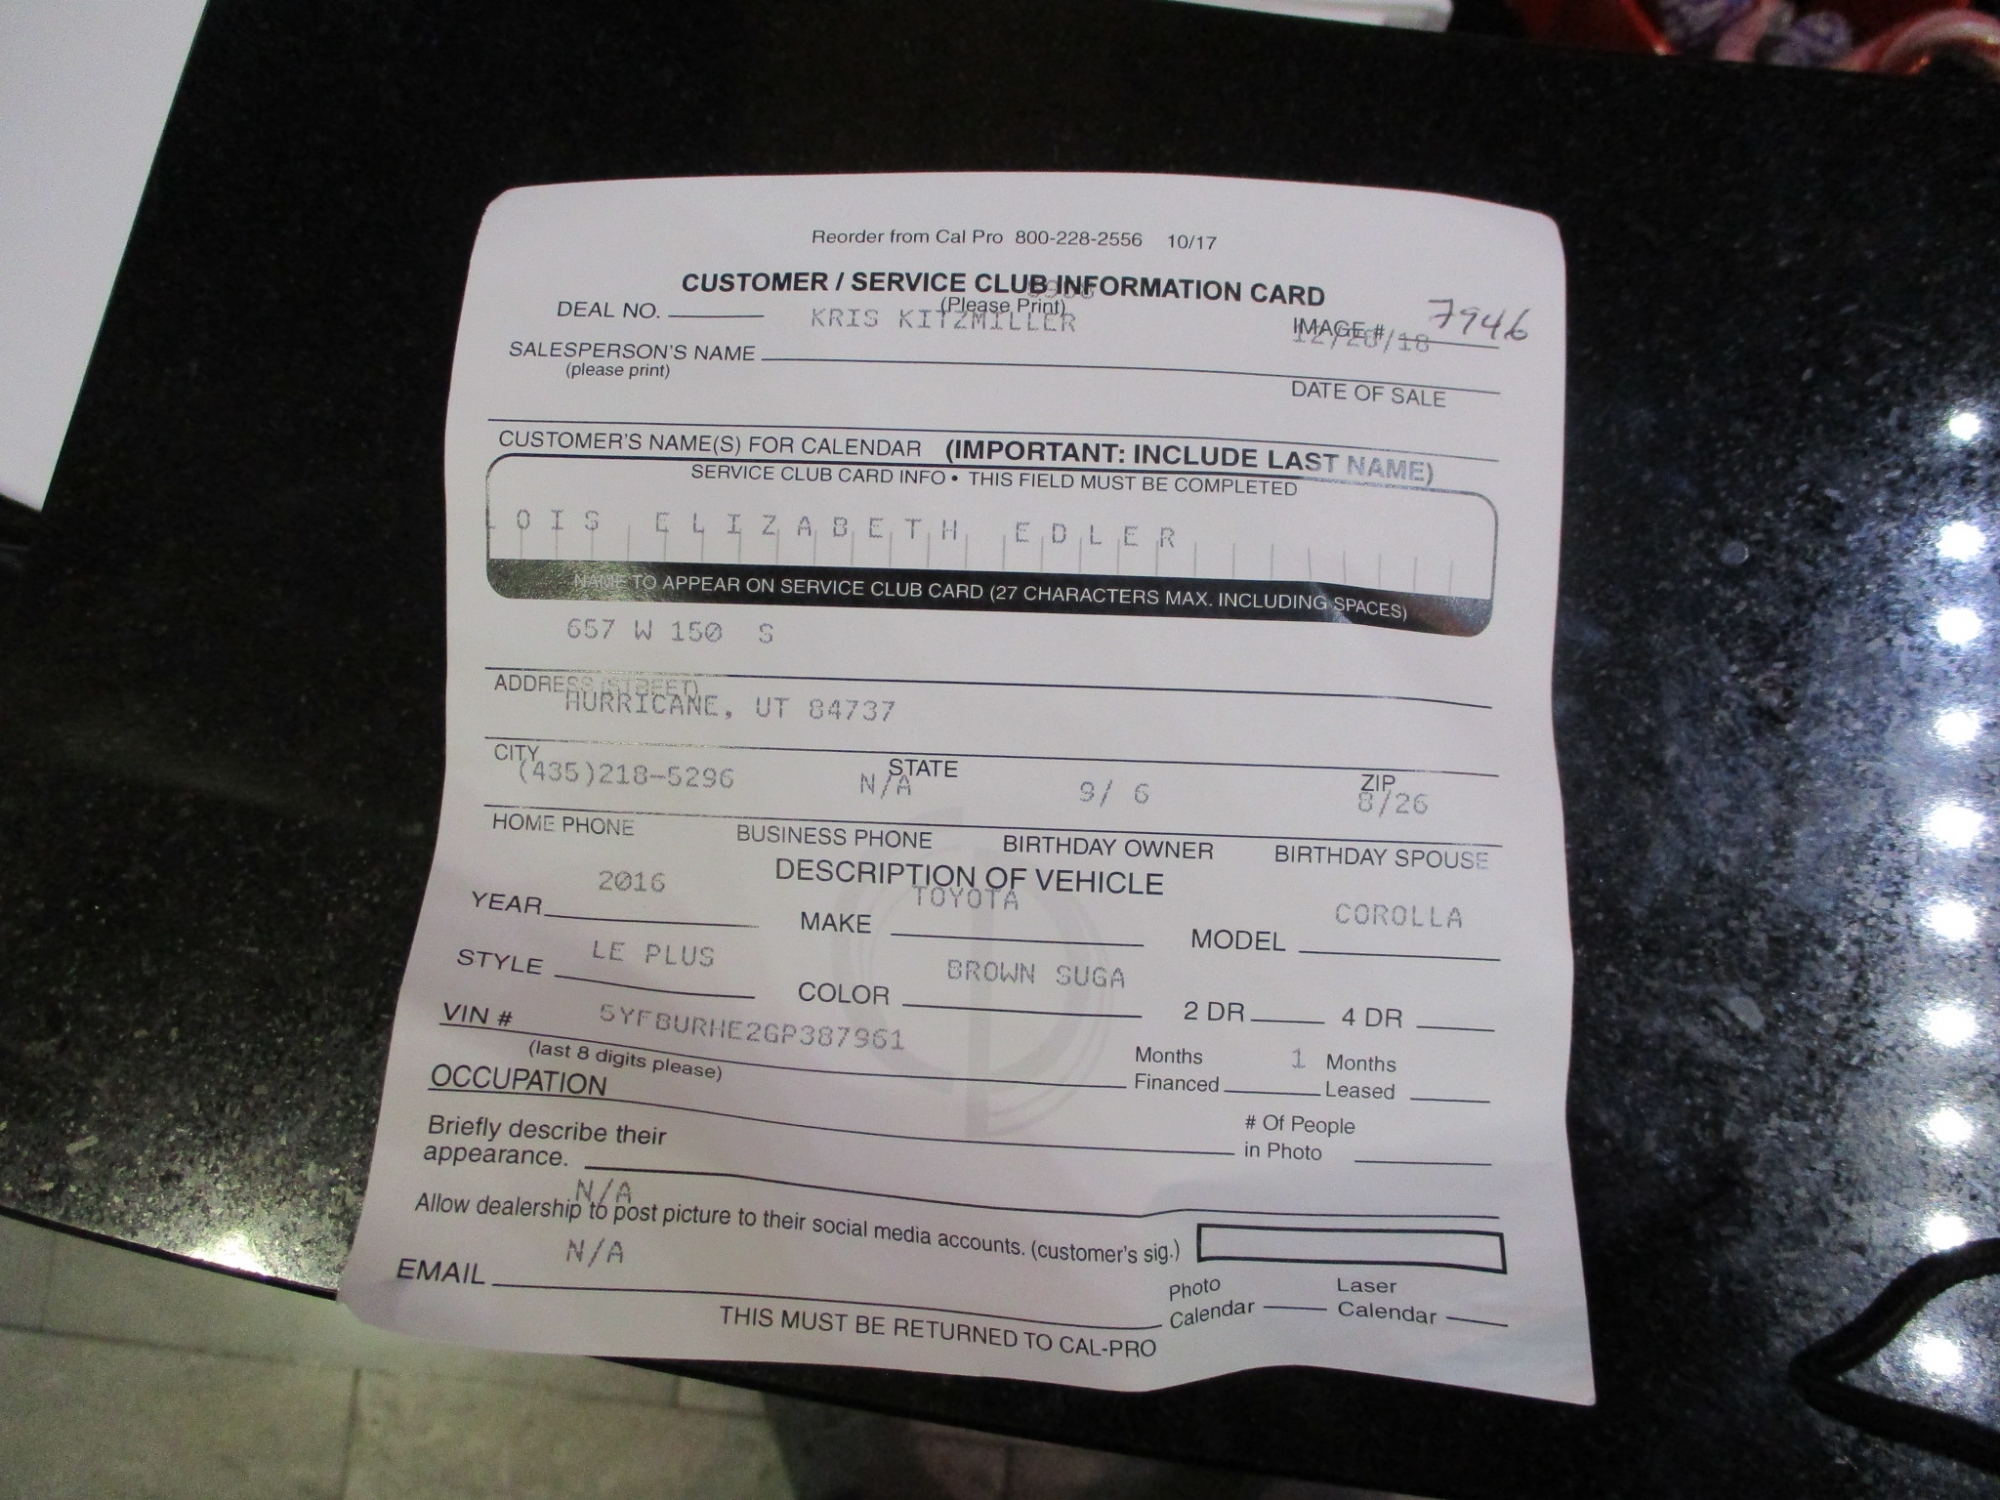 Reorder from Cal Pro 800-228-2556 10/17
CUSTOMER / SERVICE CLUB INFORMATION CARD
(Please Print)
DEAL NO.
KRIS KITZMILLER
IMAGE # 7946
12/26/18
SALESPERSON'S NAME
(please print)
DATE OF SALE
CUSTOMER'S NAME(S) FOR CALENDAR (IMPORTANT: INCLUDE LAST NAME)
SERVICE CLUB CARD INFO • THIS FIELD MUST BE COMPLETED
LOIS ELIZABETH EDLER
NAME TO APPEAR ON SERVICE CLUB CARD (27 CHARACTERS MAX. INCLUDING SPACES)
657 W 150 S
ADDRESS (STREET)
HURRICANE, UT 84737
CITY STATE ZIP
(435)218-5296 N/A 9/ 6 8/26
HOME PHONE BUSINESS PHONE BIRTHDAY OWNER BIRTHDAY SPOUSE
DESCRIPTION OF VEHICLE
YEAR 2016 MAKE TOYOTA MODEL COROLLA
STYLE LE PLUS COLOR BROWN SUGA 2 DR 4 DR
VIN # 5YFBURHE2GP387961
(last 8 digits please)
Months Financed 1 Months Leased
OCCUPATION
# Of People in Photo
Briefly describe their
appearance.
N/A
Allow dealership to post picture to their social media accounts. (customer's sig.)
EMAIL N/A
Photo Calendar Laser Calendar
THIS MUST BE RETURNED TO CAL-PRO